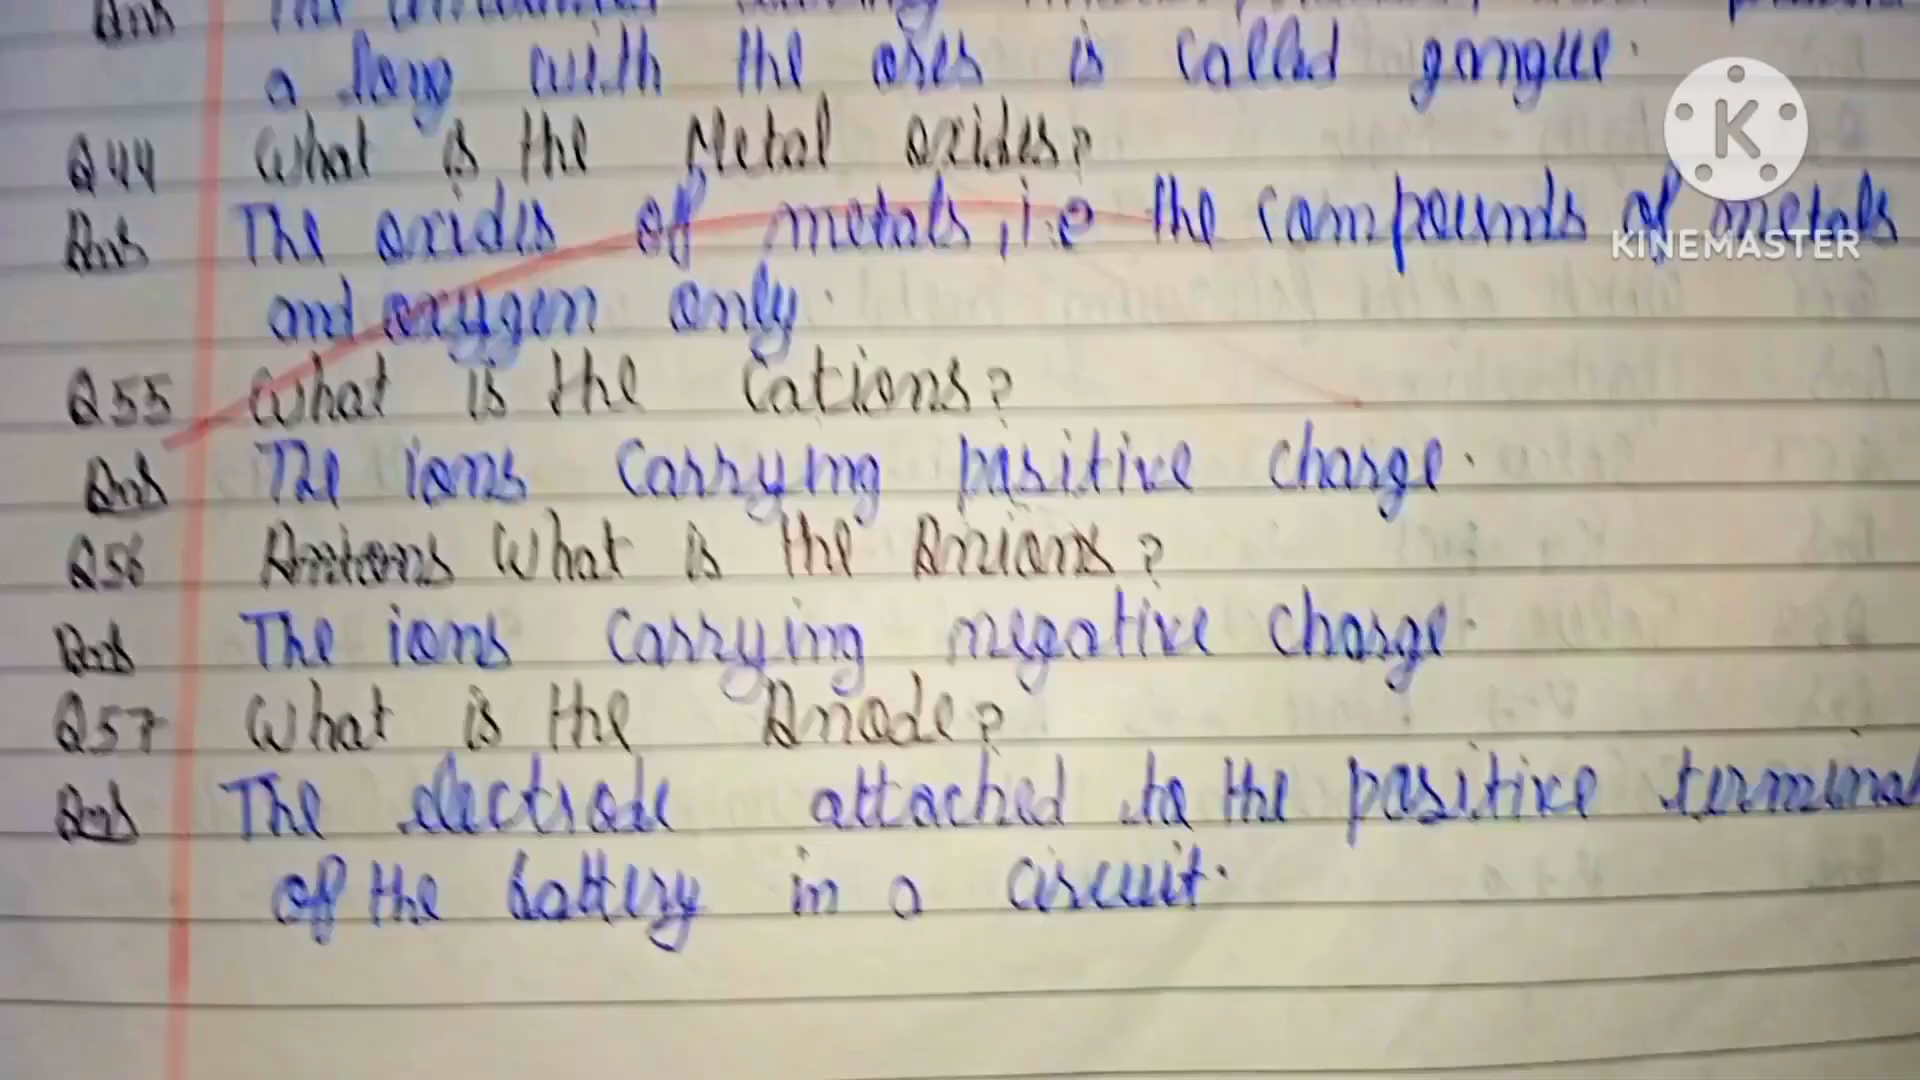 Ans The
a long with the ores is called gangue.
Q44 What is the Metal oxides?
Ans The oxides of metals, i.e the compounds of metals
and oxygen only.
Q55 What is the Cations?
Ans The ions Carrying positive charge.
Q56 Anions What is the Anions?
Ans The ions Carrying negative charge.
Q57 What is the Anode?
Ans The electrode attached to the positive terminal
of the battery in a circuit.
K
KINEMASTER